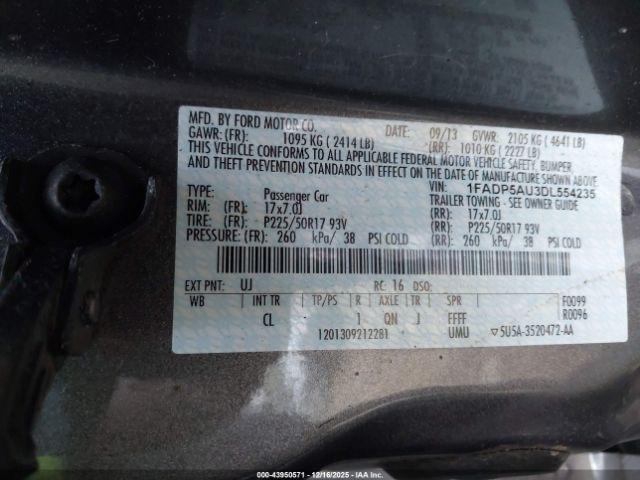 MFD. BY FORD MOTOR CO.
DATE: 09/13 GVWR: 2105 KG ( 4641 LB)
GAWR: (FR): 1095 KG ( 2414 LB) (RR): 1010 KG ( 2227 LB)
THIS VEHICLE CONFORMS TO ALL APPLICABLE FEDERAL MOTOR VEHICLE SAFETY, BUMPER
AND THEFT PREVENTION STANDARDS IN EFFECT ON THE DATE OF MANUFACTURE SHOWN ABOVE.
VIN: 1FADP5AU3DL554235
TYPE: Passenger Car TRAILER TOWING - SEE OWNER GUIDE
RIM: (FR): 17x7.0J (RR): 17x7.0J
TIRE: (FR): P225/50R17 93V (RR): P225/50R17 93V
PRESSURE: (FR): 260 kPa/ 38 PSI COLD (RR): 260 kPa/ 38 PSI COLD
EXT PNT: UJ RC: 16 DSO:
WB INT TR TP/PS R AXLE TR SPR F0099
CL 1 QN J FFFF R0096
1201309212281 UMU ▽5U5A-3520472-AA
000-43950571 | 12/16/2025 | IAAI.CA